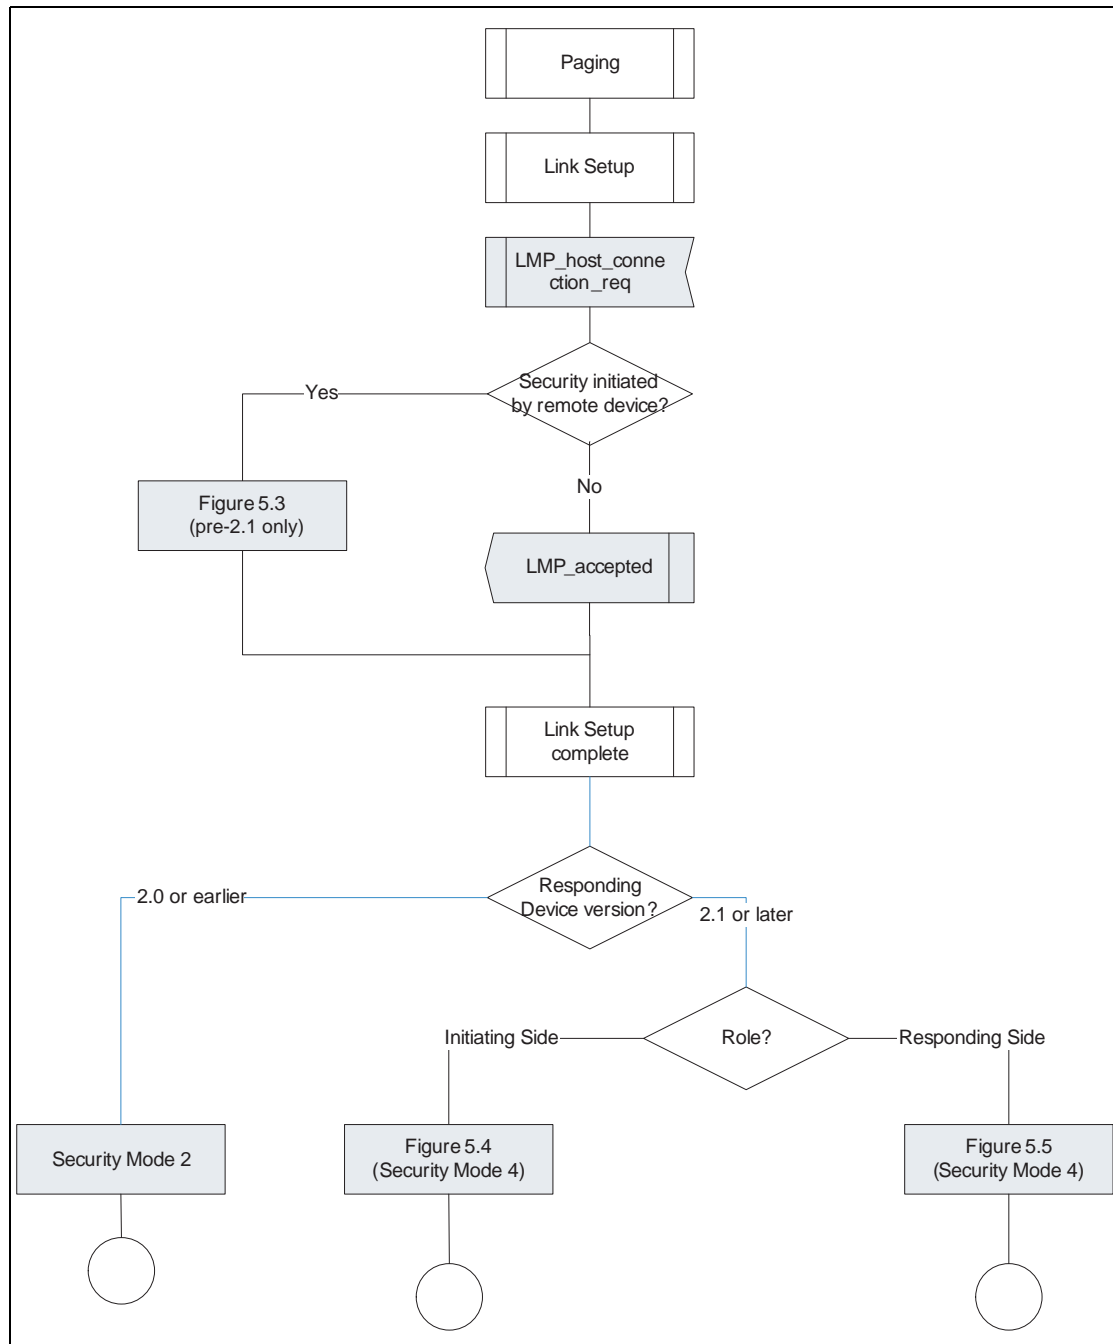 Paging
Link Setup
LMP_host_conne
ction_req
Security initiated
by remote device?
Yes
No
Figure 5.3
(pre-2.1 only)
LMP_accepted
Link Setup
complete
Responding
Device version?
2.0 or earlier
2.1 or later
Role?
Initiating Side
Responding Side
Security Mode 2
Figure 5.4
(Security Mode 4)
Figure 5.5
(Security Mode 4)